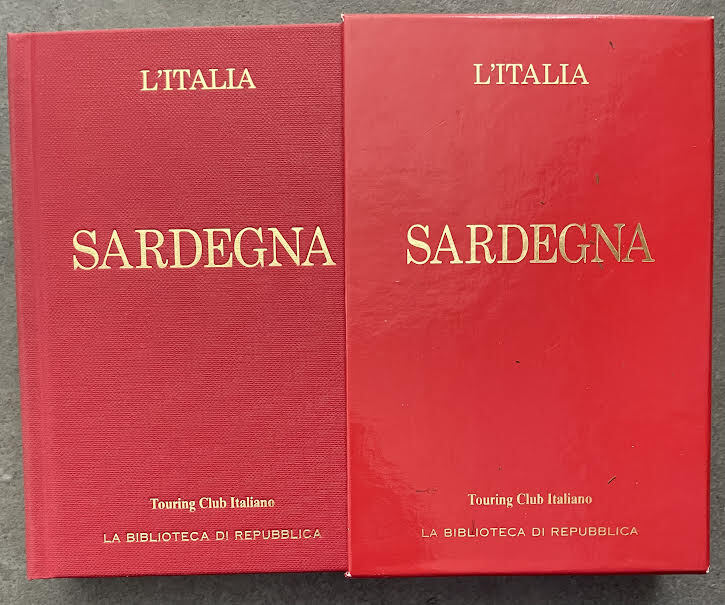 L'ITALIA
SARDEGNA
Touring Club Italiano
LA BIBLIOTECA DI REPUBBLICA
L'ITALIA
SARDEGNA
Touring Club Italiano
LA BIBLIOTECA DI REPUBBLICA